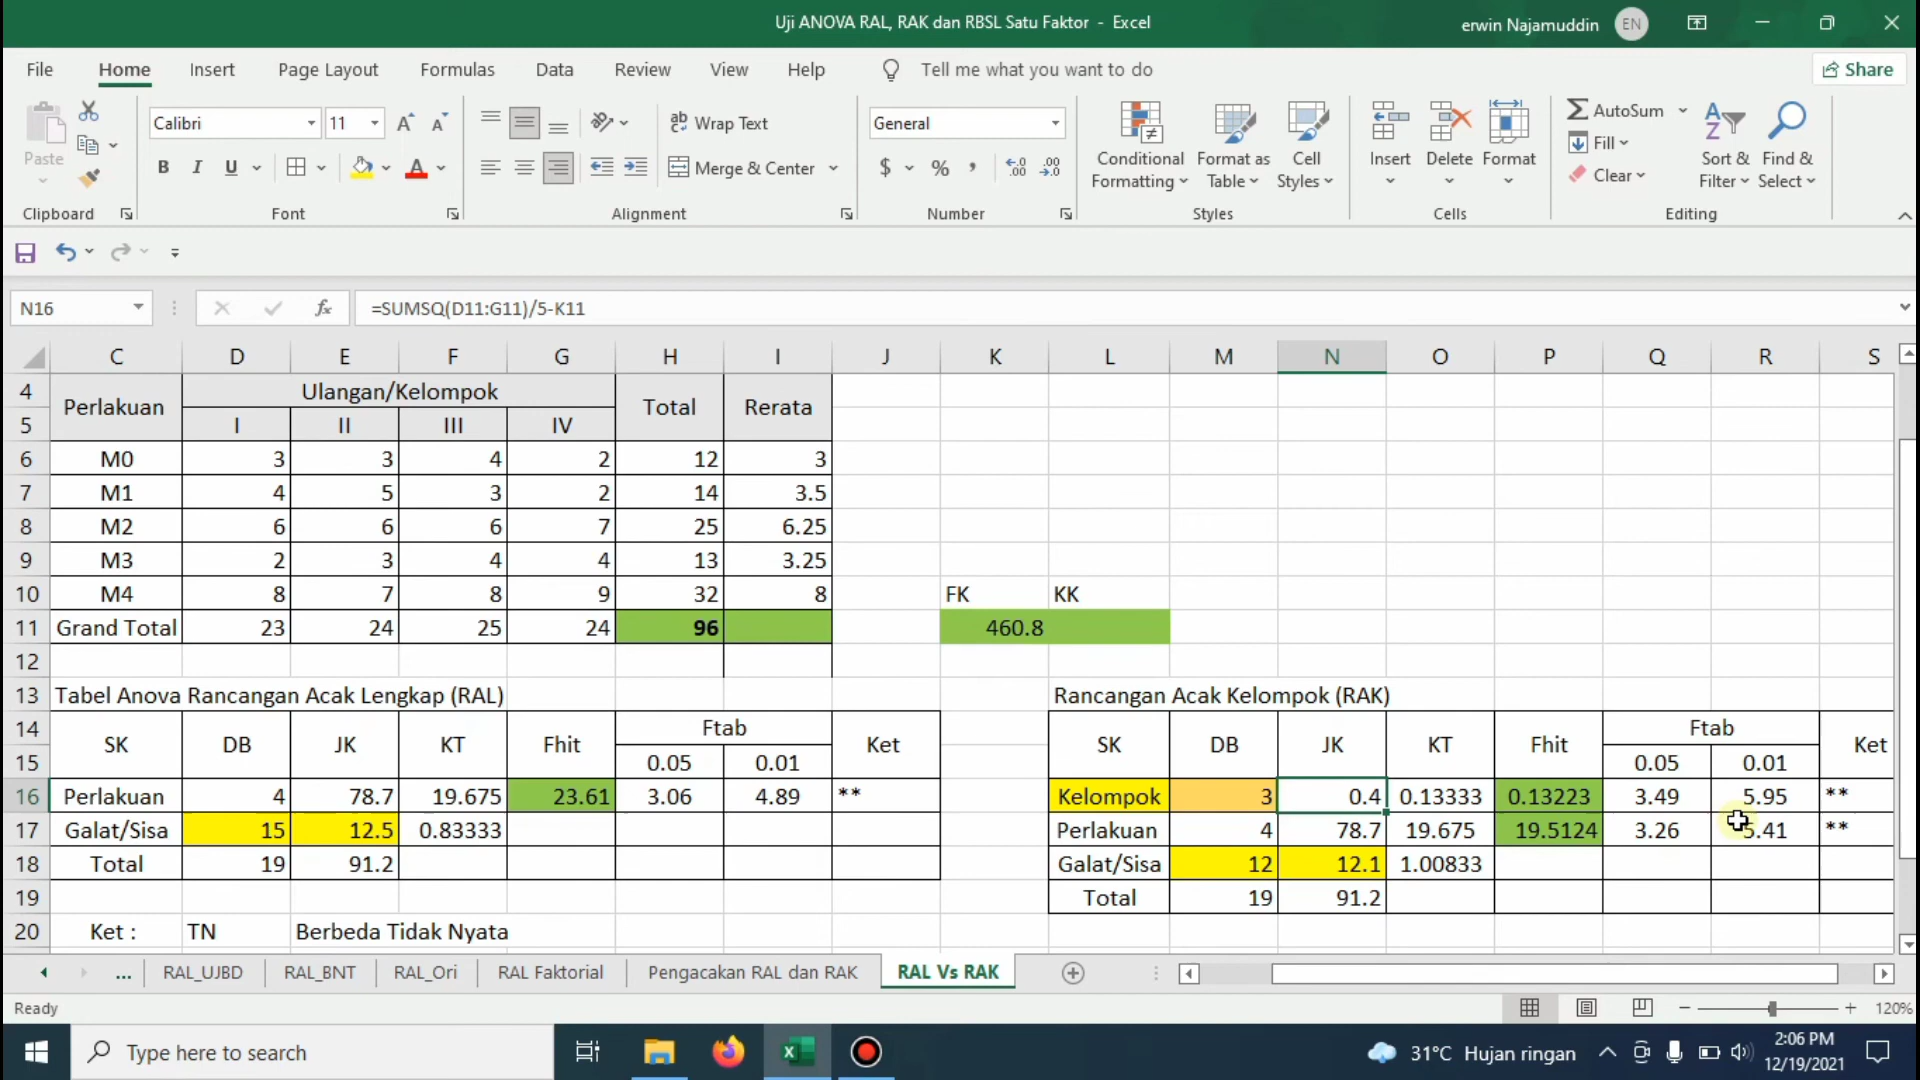 Uji ANOVA RAL, RAK dan RBSL Satu Faktor - Excel
erwin Najamuddin EN
File Home Insert Page Layout Formulas Data Review View Help Tell me what you want to do Share
Paste
Calibri 11
B I U
ab Wrap Text
Merge & Center
General
$ % ,
Conditional Formatting
Format as Table
Cell Styles
Insert
Delete
Format
AutoSum
Fill
Clear
Sort & Filter
Find & Select
Clipboard Font Alignment Number Styles Cells Editing
N16 fx =SUMSQ(D11:G11)/5-K11
C D E F G H I J K L M N O P Q R S
4 Perlakuan Ulangan/Kelompok Total Rerata
5 I II III IV
6 M0 3 3 4 2 12 3
7 M1 4 5 3 2 14 3.5
8 M2 6 6 6 7 25 6.25
9 M3 2 3 4 4 13 3.25
10 M4 8 7 8 9 32 8 FK KK
11 Grand Total 23 24 25 24 96 460.8
12
13 Tabel Anova Rancangan Acak Lengkap (RAL) Rancangan Acak Kelompok (RAK)
14 SK DB JK KT Fhit Ftab Ket SK DB JK KT Fhit Ftab Ket
15 0.05 0.01 0.05 0.01
16 Perlakuan 4 78.7 19.675 23.61 3.06 4.89 ** Kelompok 3 0.4 0.13333 0.13223 3.49 5.95 **
17 Galat/Sisa 15 12.5 0.83333 Perlakuan 4 78.7 19.675 19.5124 3.26 5.41 **
18 Total 19 91.2 Galat/Sisa 12 12.1 1.00833
19 Total 19 91.2
20 Ket : TN Berbeda Tidak Nyata
... RAL_UJBD RAL_BNT RAL_Ori RAL Faktorial Pengacakan RAL dan RAK RAL Vs RAK
Ready 120%
Type here to search
31°C Hujan ringan
2:06 PM
12/19/2021